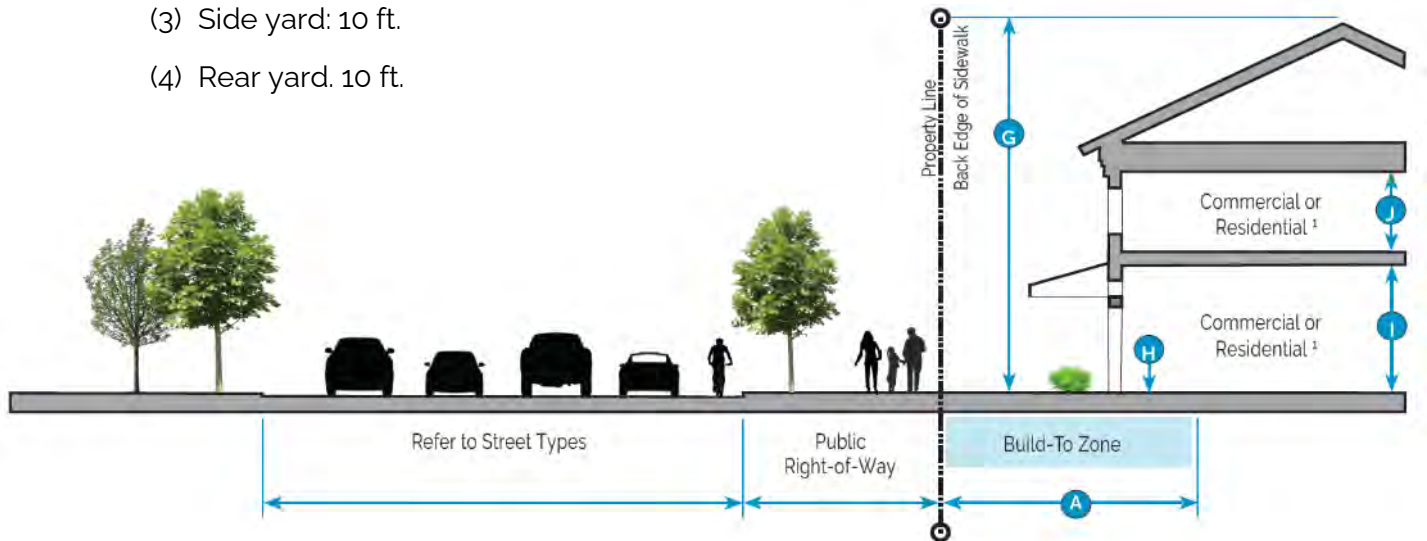 (3) Side yard: 10 ft.
(4) Rear yard. 10 ft.
Property Line
Back Edge of Sidewalk
G
Commercial or
Residential ¹
J
Commercial or
Residential ¹
I
H
Refer to Street Types
Public
Right-of-Way
Build-To Zone
A